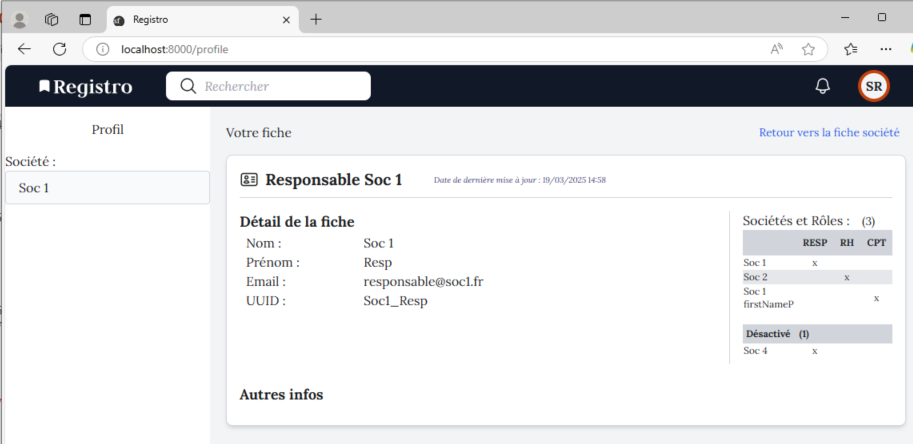 Registro
localhost:8000/profile
Registro
Rechercher
SR
Profil
Société :
Soc 1
Votre fiche
Retour vers la fiche société
Responsable Soc 1
Date de dernière mise à jour : 19/03/2025 14:58
Détail de la fiche
Nom : Soc 1
Prénom : Resp
Email : responsable@soc1.fr
UUID : Soc1_Resp
Sociétés et Rôles : (3)
RESP RH CPT
Soc 1 x
Soc 2 x
Soc 1
firstNameP x
Désactivé (1)
Soc 4 x
Autres infos